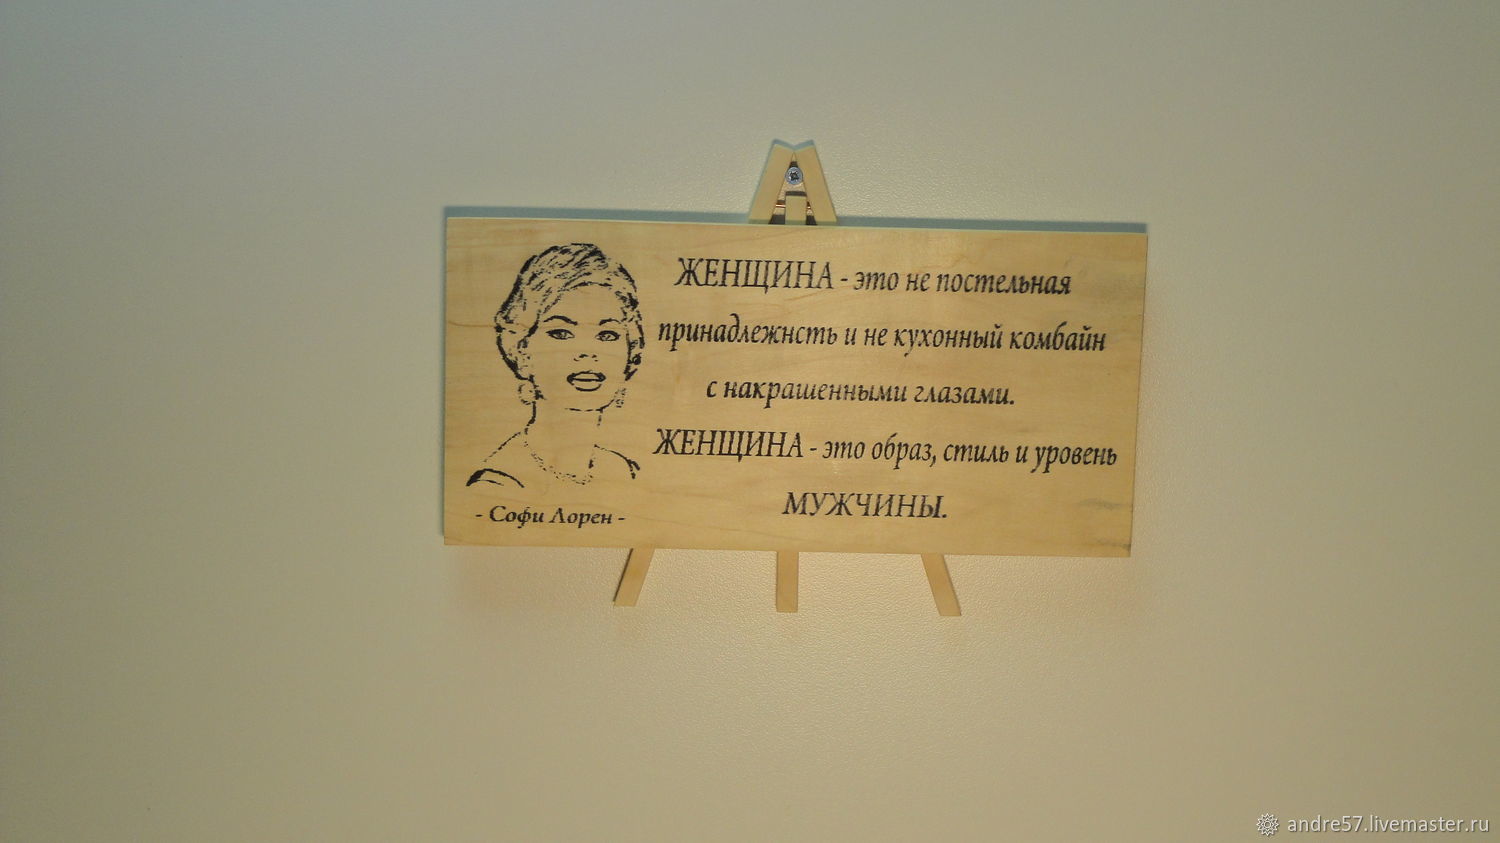 ЖЕНЩИНА - это не постельная
принадлежнсть и не кухонный комбайн
с накрашенными глазами.
ЖЕНЩИНА - это образ, стиль и уровень
МУЖЧИНЫ.
- Софи Лорен -
andre57.livemaster.ru